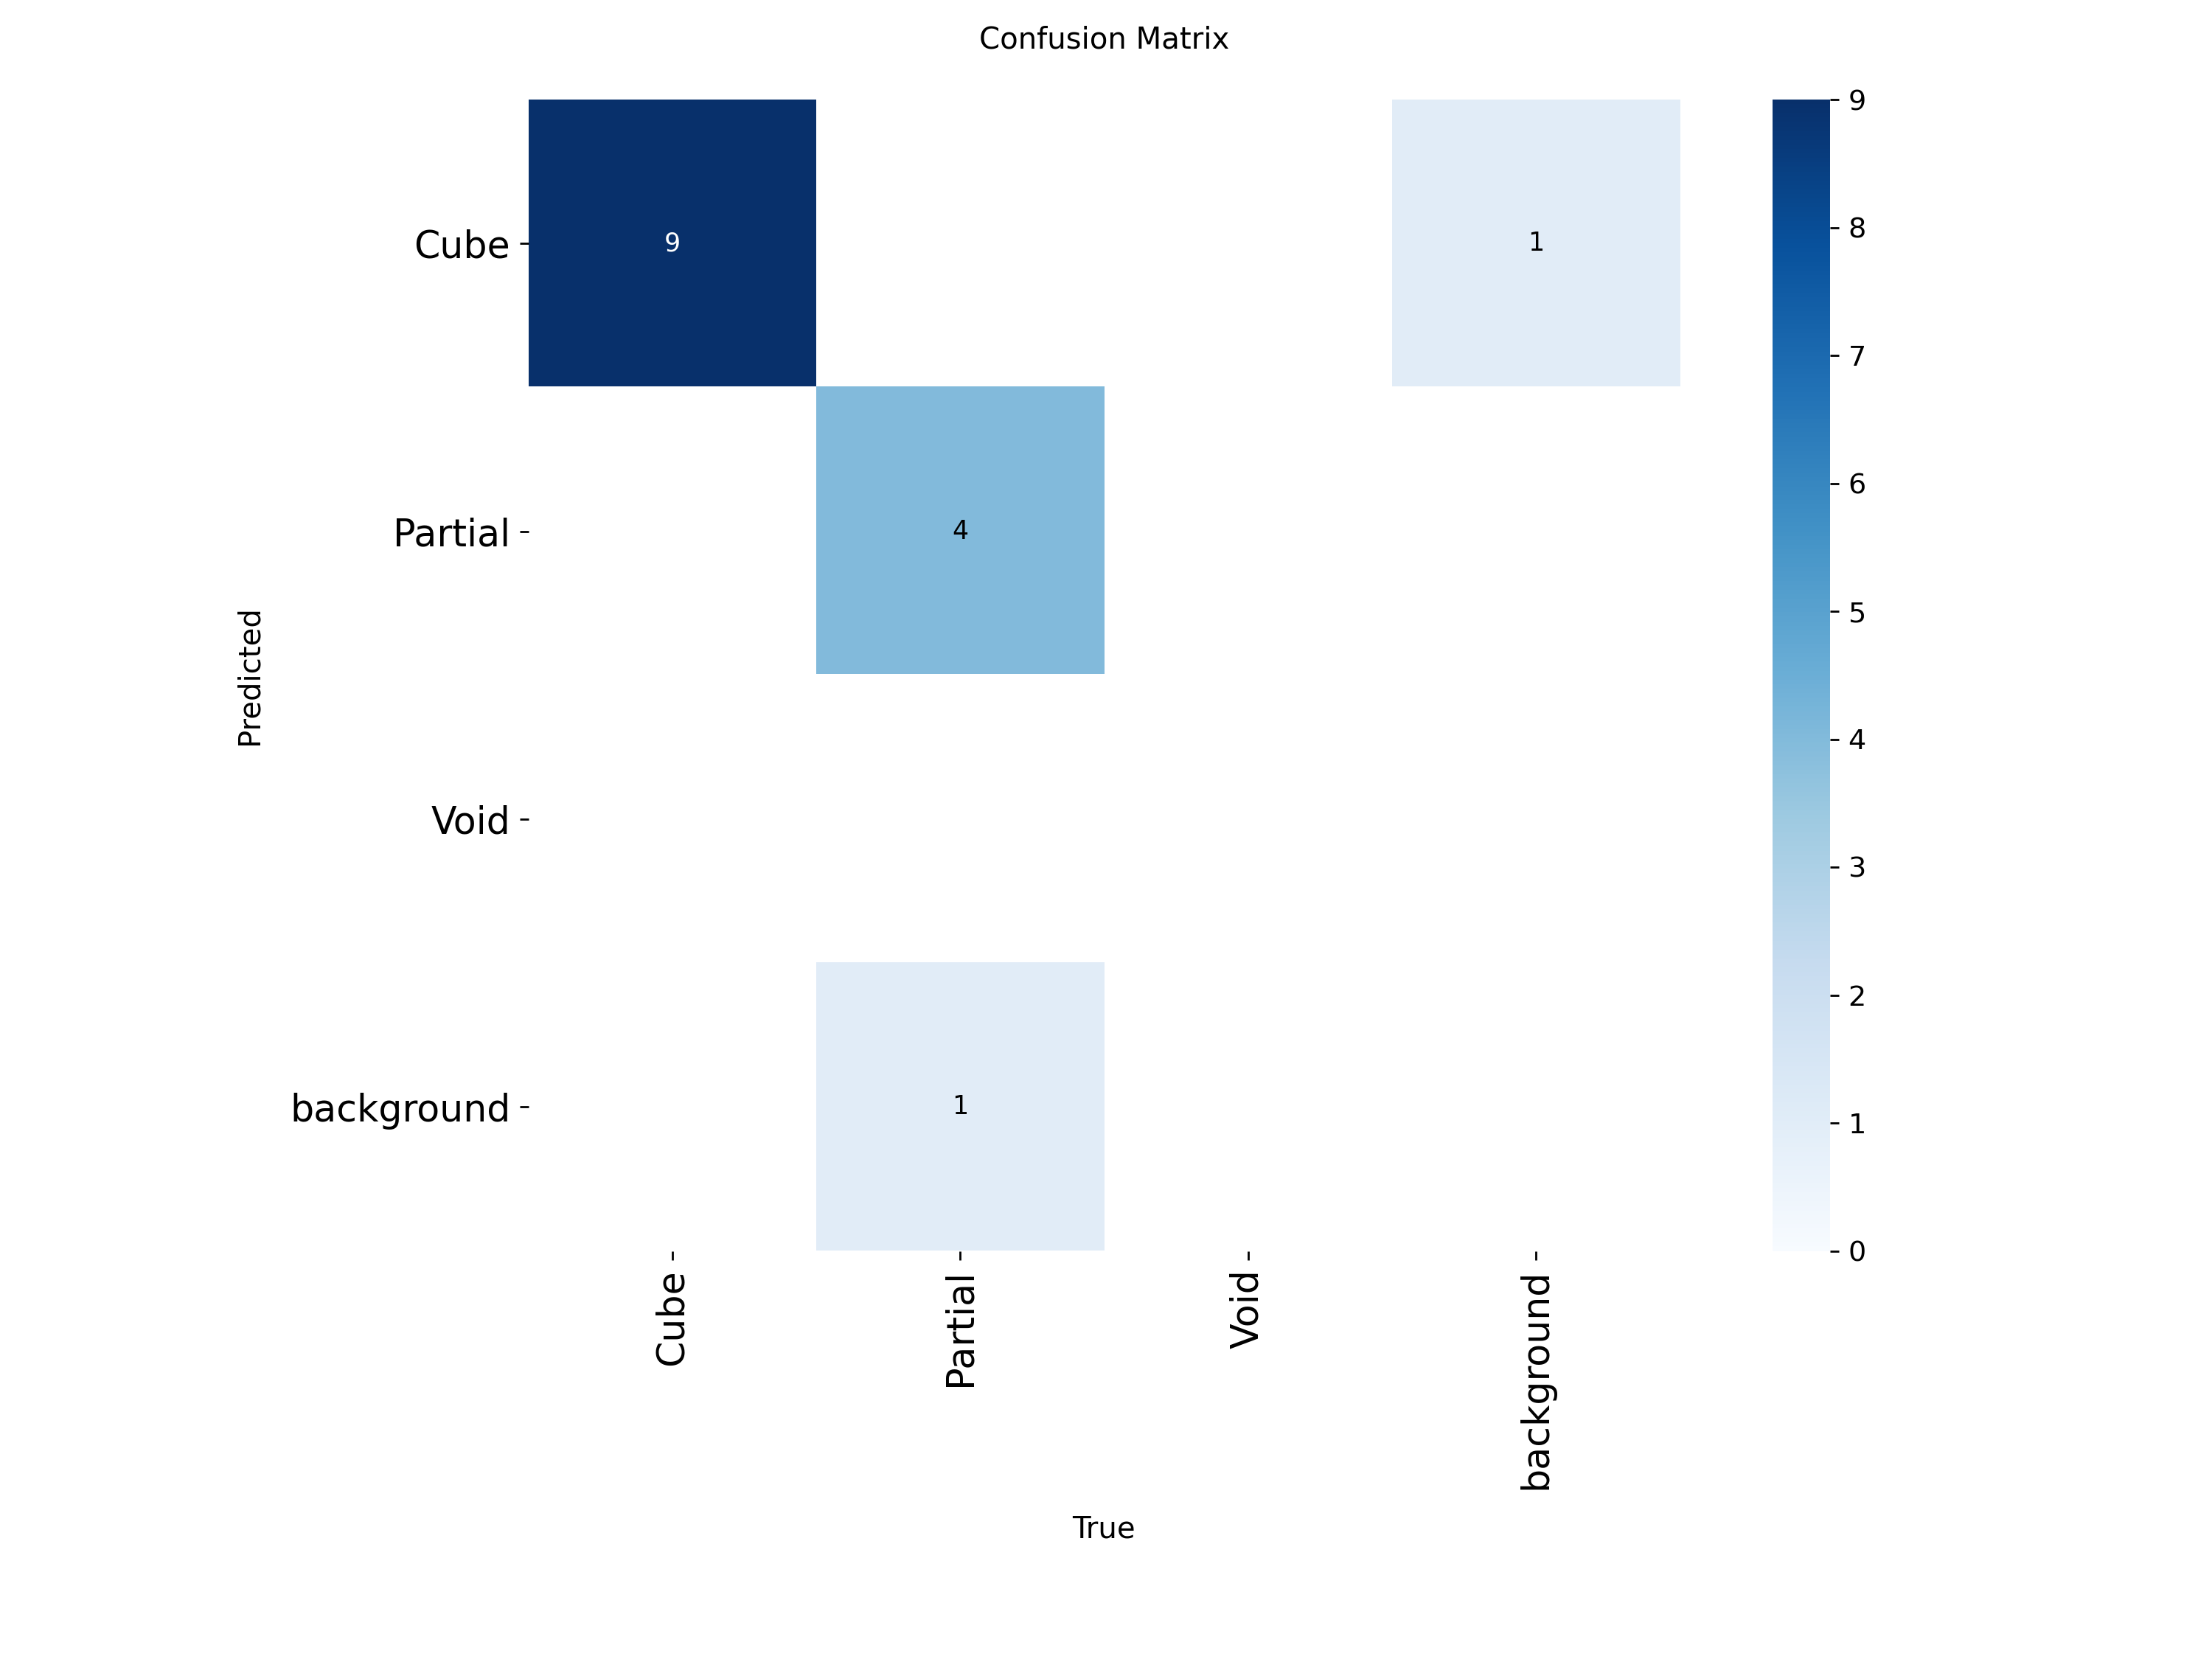 Confusion Matrix
Cube
9
1
Partial
4
Void
background
1
Predicted
Cube
Partial
Void
background
True
9
8
7
6
5
4
3
2
1
0